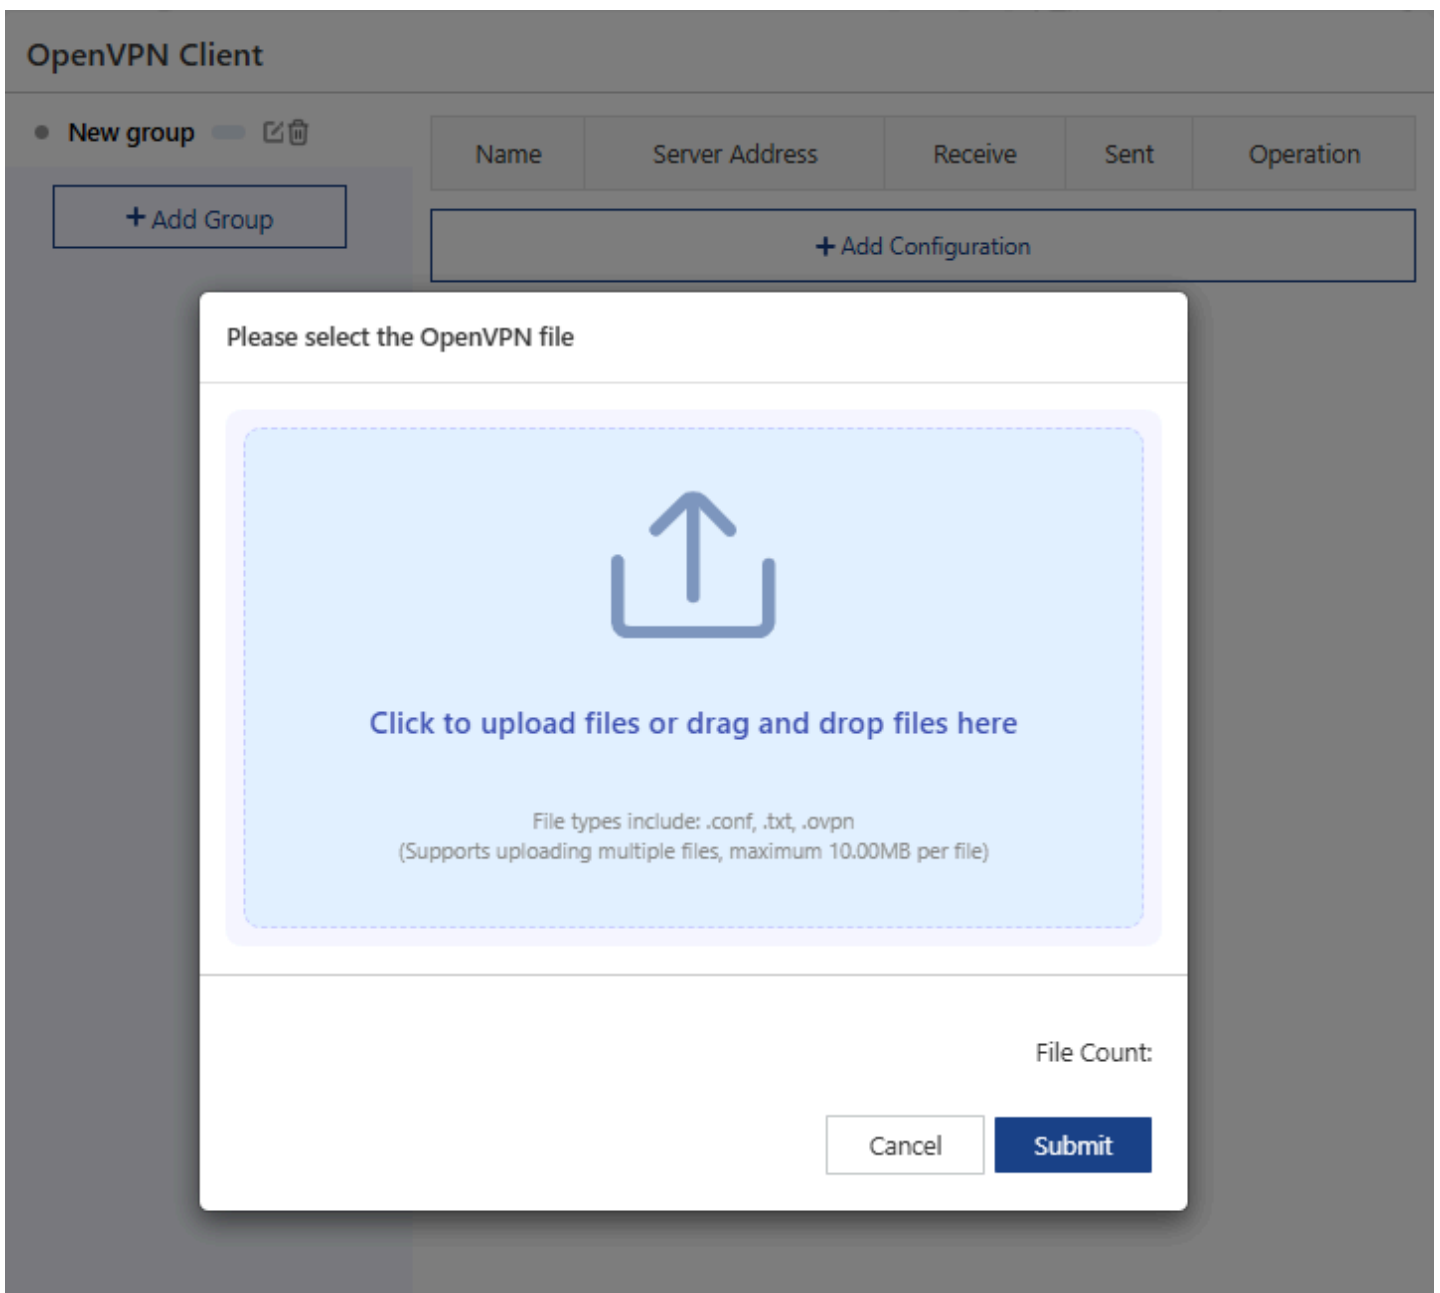 OpenVPN Client
New group
+ Add Group
Name Server Address Receive Sent Operation
+ Add Configuration
Please select the OpenVPN file
Click to upload files or drag and drop files here
File types include: .conf, .txt, .ovpn
(Supports uploading multiple files, maximum 10.00MB per file)
File Count:
Cancel Submit